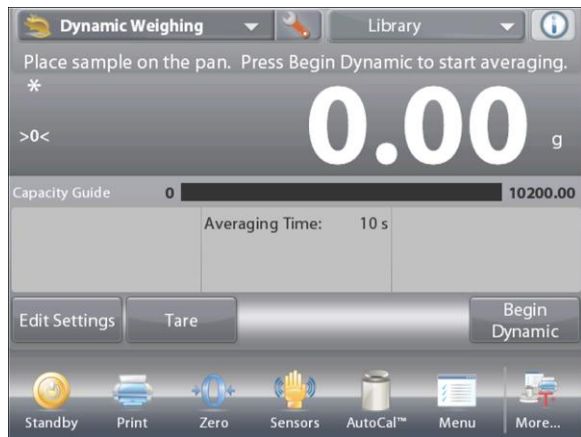 Dynamic Weighing Library
Place sample on the pan. Press Begin Dynamic to start averaging.
*
>0<
0.00 g
Capacity Guide 0 10200.00
Averaging Time: 10 s
Edit Settings Tare Begin
Dynamic
Standby Print Zero Sensors AutoCal™ Menu More...